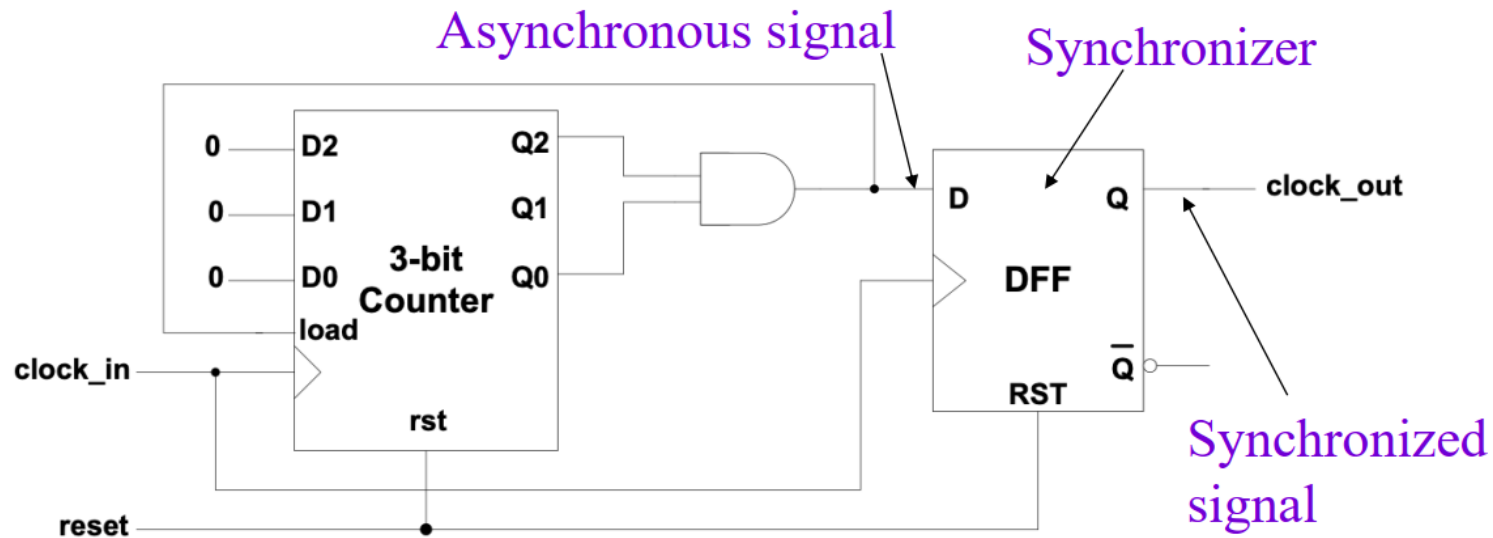 Asynchronous signal
Synchronizer
0 D2 Q2
0 D1 Q1
0 D0 Q0
3-bit
Counter
load
clock_in
rst
reset
D Q clock_out
DFF
Q
RST
Synchronized
signal